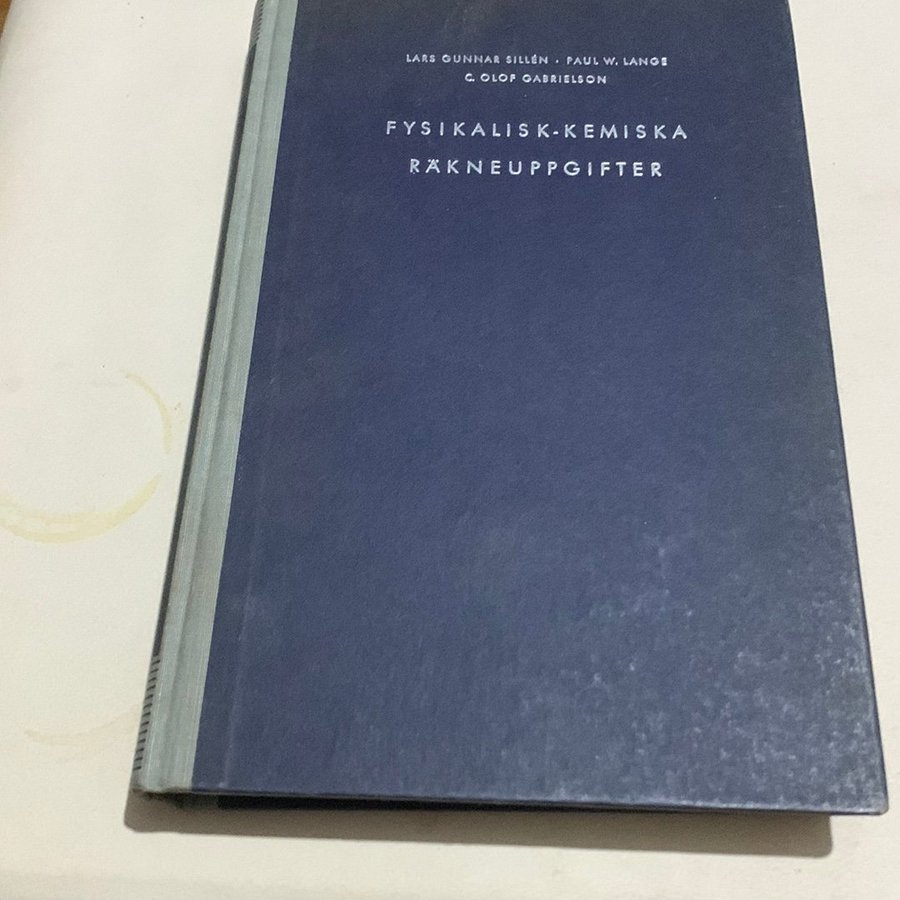 LARS GUNNAR SILLÉN · PAUL W. LANGE
C. OLOF GABRIELSON
FYSIKALISK-KEMISKA
RÄKNEUPPGIFTER